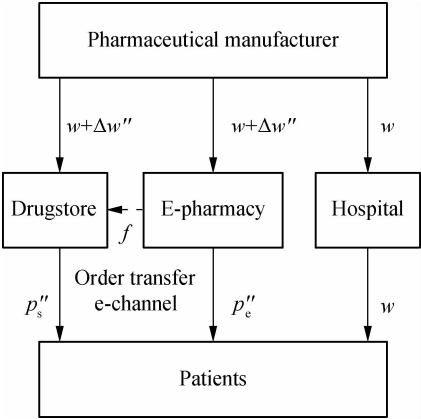 Pharmaceutical manufacturer
w+Δw″
w+Δw″
w
Drugstore
E-pharmacy
Hospital
f
Order transfer
e-channel
p″s
p″e
w
Patients